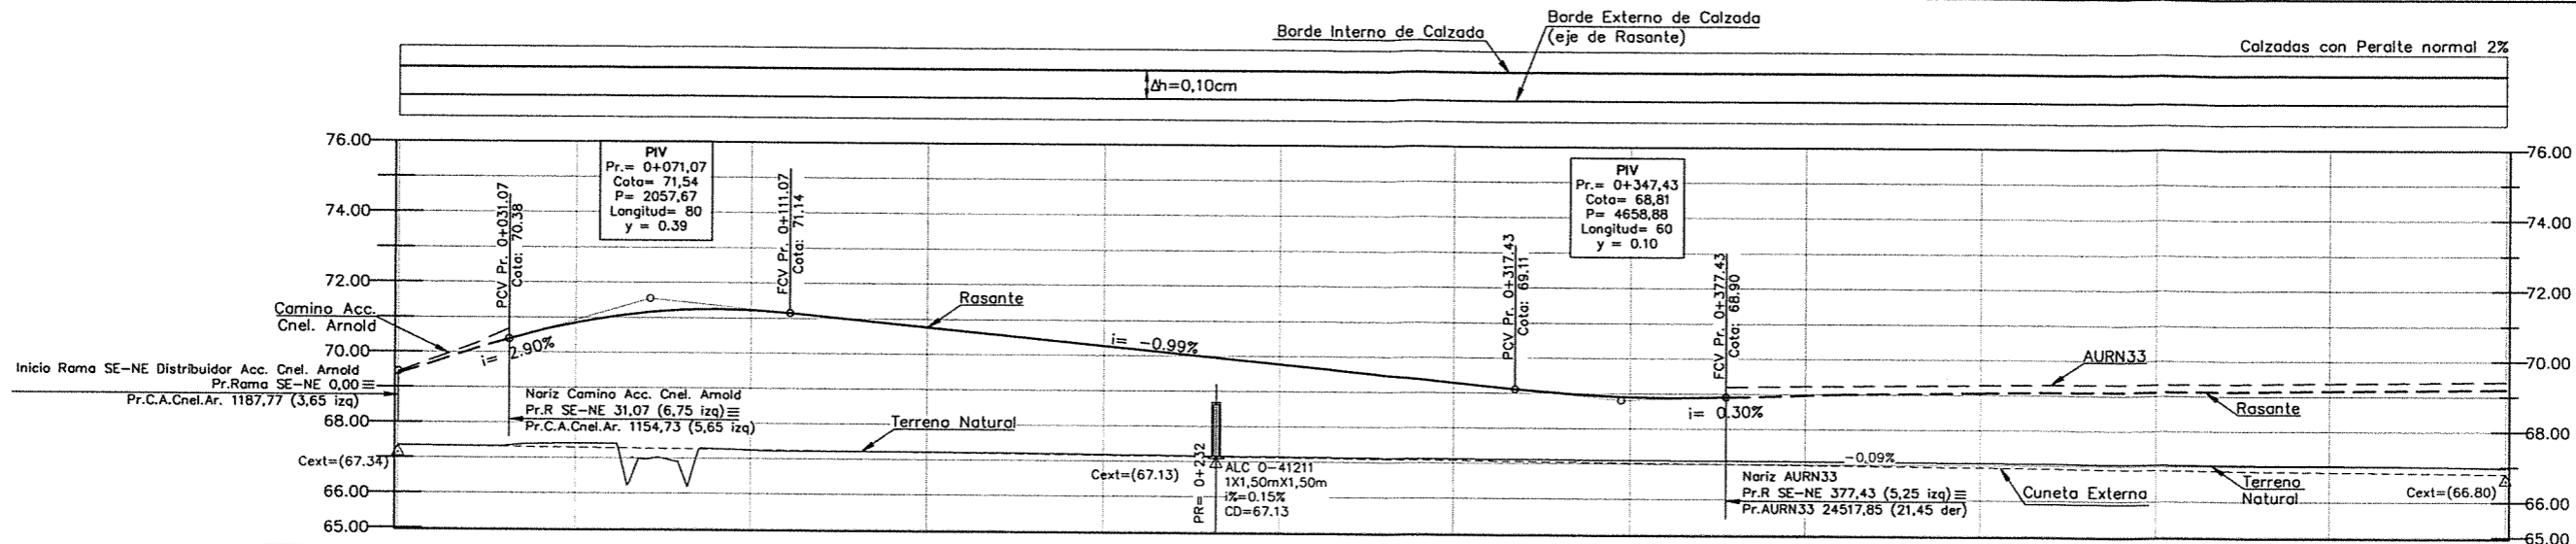 Borde Interno de Calzada
Borde Externo de Calzada
(eje de Rasante)
Calzadas con Peralte normal 2%
Δh=0,10cm
76.00
74.00
72.00
70.00
68.00
66.00
65.00
PIV
Pr.= 0+071,07
Cota= 71,54
P= 2057,67
Longitud= 80
y = 0.39
PCV Pr. 0+031.07
Cota: 70.38
FCV Pr. 0+111.07
Cota: 71.14
Camino Acc.
Cnel. Arnold
i= 2.90%
Inicio Rama SE-NE Distribuidor Acc. Cnel. Arnold
Pr.Rama SE-NE 0,00≡
Pr.C.A.Cnel.Ar. 1187,77 (3,65 izq)
Nariz Camino Acc. Cnel. Arnold
Pr.R SE-NE 31,07 (6,75 izq)≡
Pr.C.A.Cnel.Ar. 1154,73 (5,65 izq)
Rasante
i= -0.99%
Terreno Natural
Cext=(67.34)
Cext=(67.13)
PR= 0+232
ALC O-41211
1X1,50mX1,50m
i%=0.15%
CD=67.13
PIV
Pr.= 0+347,43
Cota= 68,81
P= 4658,88
Longitud= 60
y = 0.10
PCV Pr. 0+317.43
Cota: 69.11
FCV Pr. 0+377.43
Cota: 68.90
i= 0.30%
AURN33
Rasante
-0,09%
Nariz AURN33
Pr.R SE-NE 377,43 (5,25 izq)≡
Pr.AURN33 24517,85 (21,45 der)
Cuneta Externa
Terreno
Natural
Cext=(66.80)
76.00
74.00
72.00
70.00
68.00
66.00
65.00